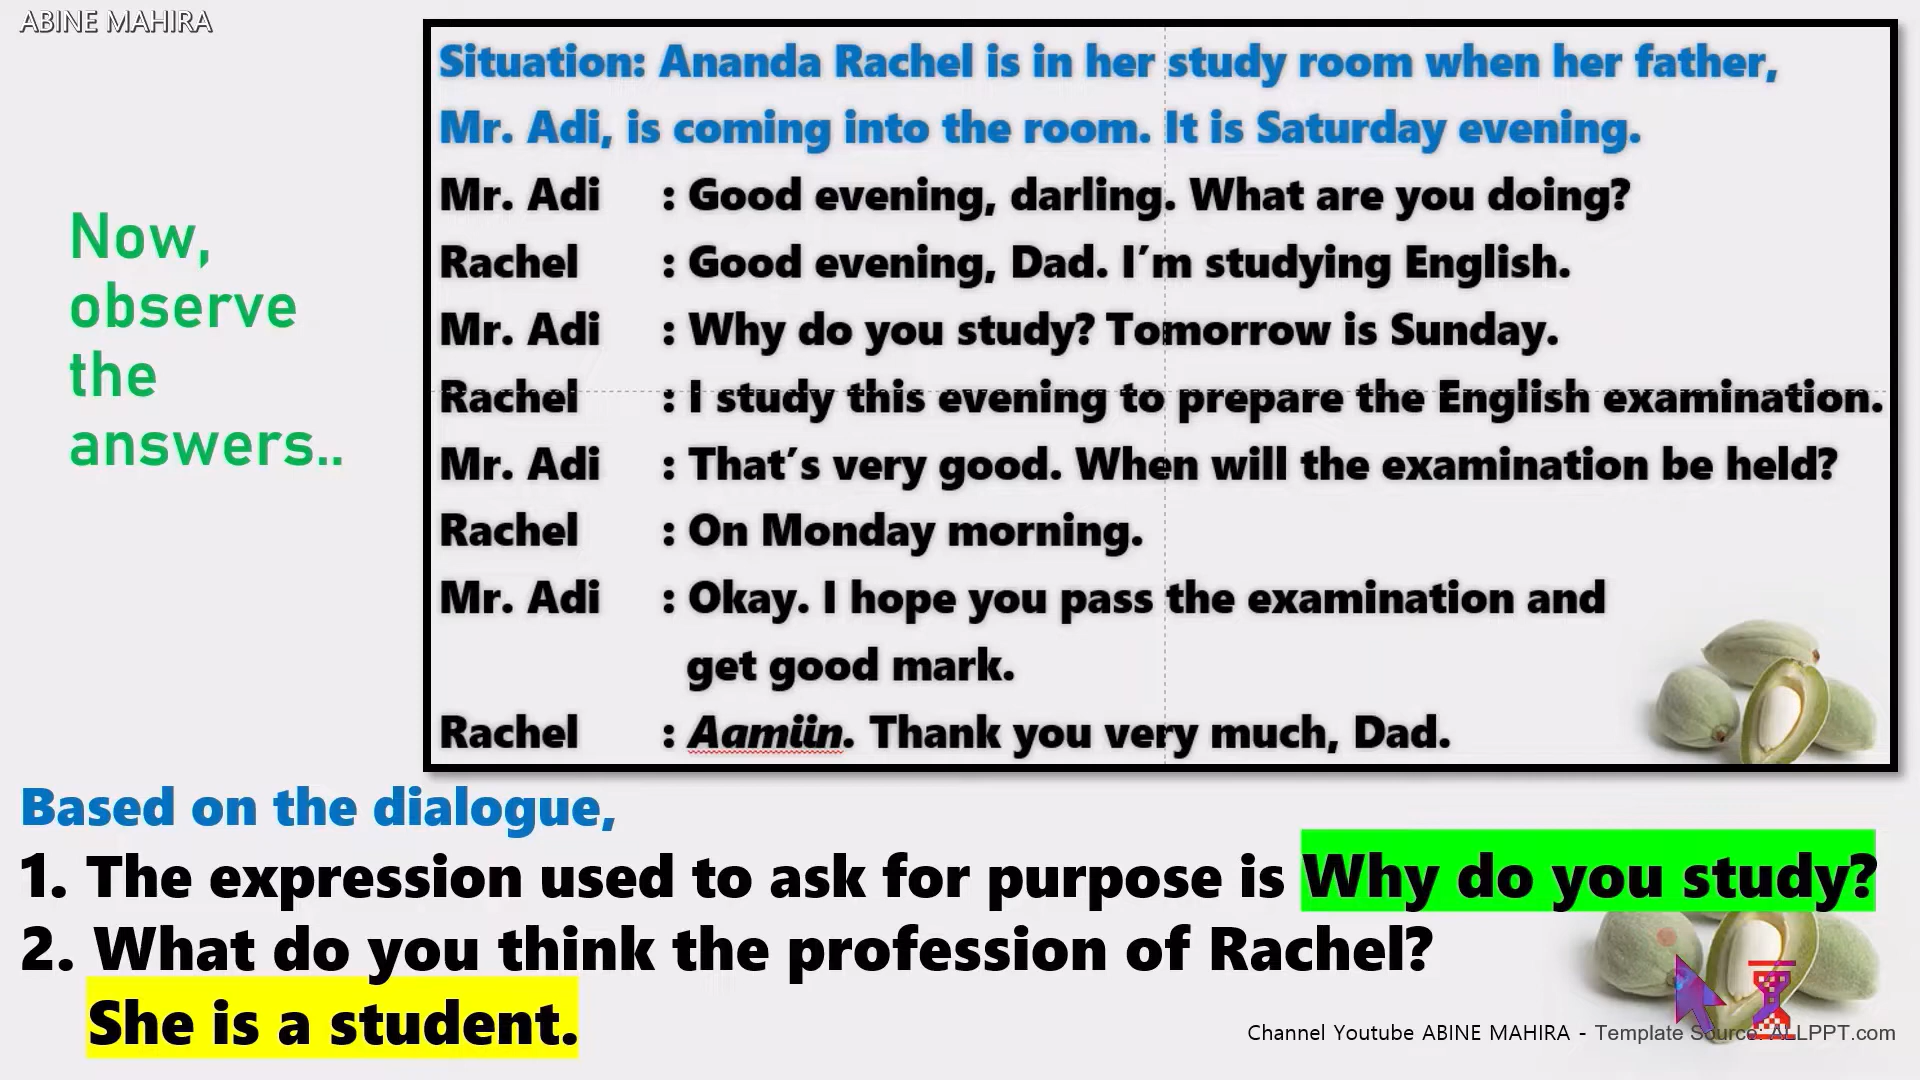 ABINE MAHIRA
Now,
observe
the
answers..
Situation: Ananda Rachel is in her study room when her father,
Mr. Adi, is coming into the room. It is Saturday evening.
Mr. Adi : Good evening, darling. What are you doing?
Rachel : Good evening, Dad. I’m studying English.
Mr. Adi : Why do you study? Tomorrow is Sunday.
Rachel : I study this evening to prepare the English examination.
Mr. Adi : That’s very good. When will the examination be held?
Rachel : On Monday morning.
Mr. Adi : Okay. I hope you pass the examination and
get good mark.
Rachel : Aamiin. Thank you very much, Dad.
Based on the dialogue,
1. The expression used to ask for purpose is Why do you study?
2. What do you think the profession of Rachel?
She is a student.
Channel Youtube ABINE MAHIRA - Template Source: ALLPPT.com